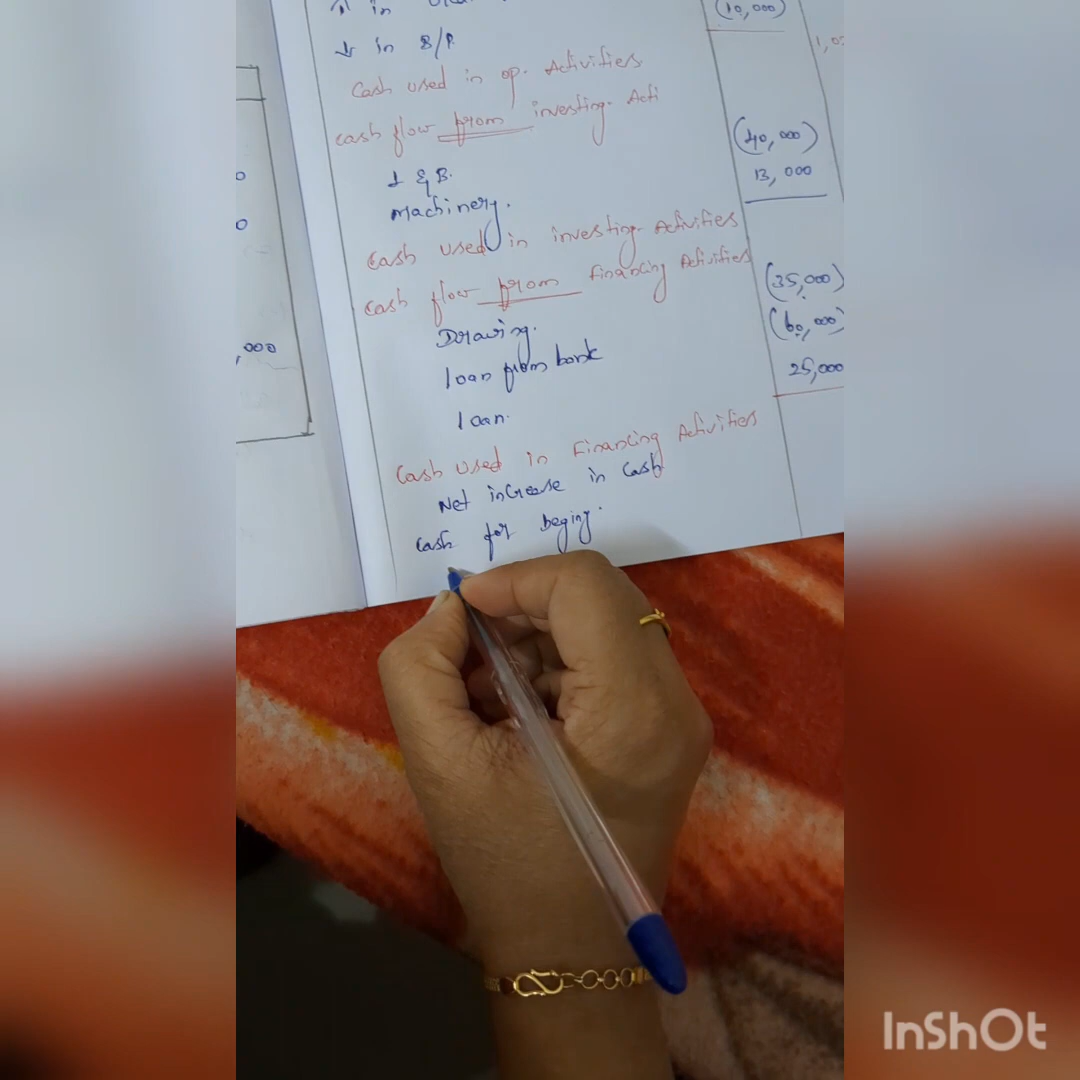 in
(10,000)
↓ in B/P.
Cash used in op. Activities
cash flow from investing. Acti
(40,000)
L & B.
13,000
Machinery.
Cash used in investing. Activities
Cash flow from Financing Activities
(35,000)
Drawing.
(60,000)
loan from bank
25,000
loan.
,000
Cash used in Financing Activities
Net increase in Cash
Cash for beging.
InShOt